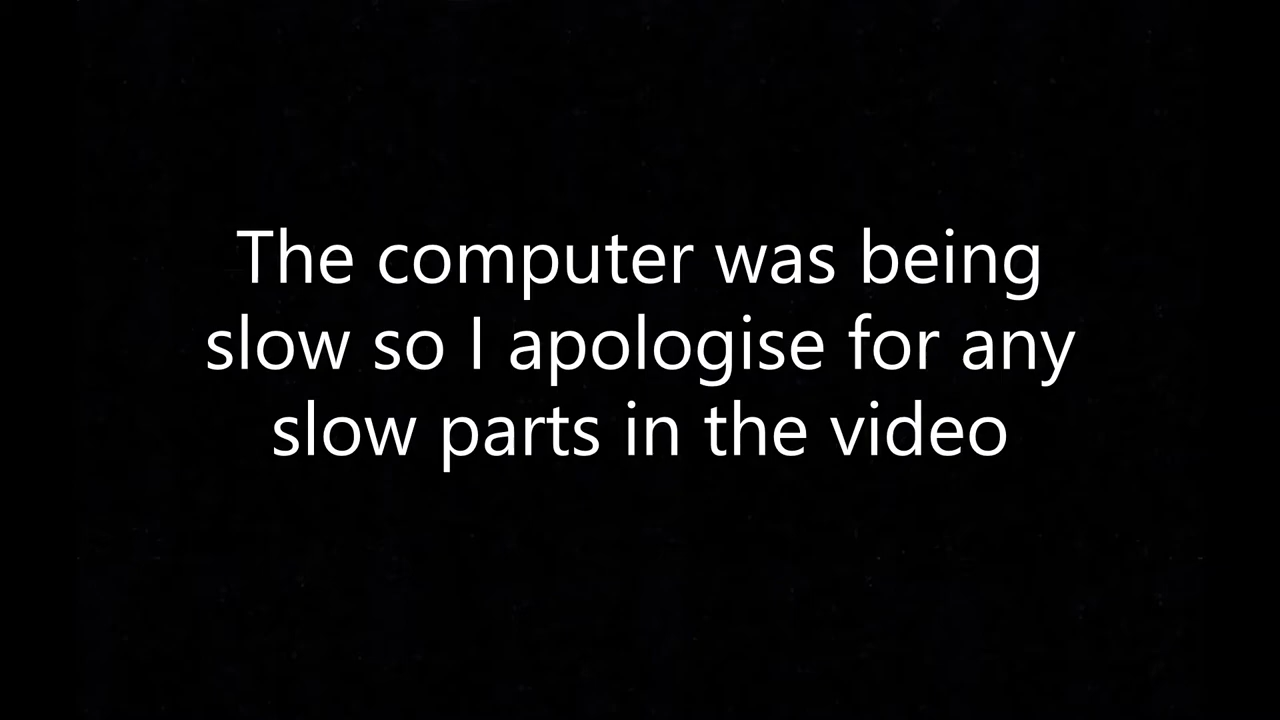 The computer was being
slow so I apologise for any
slow parts in the video